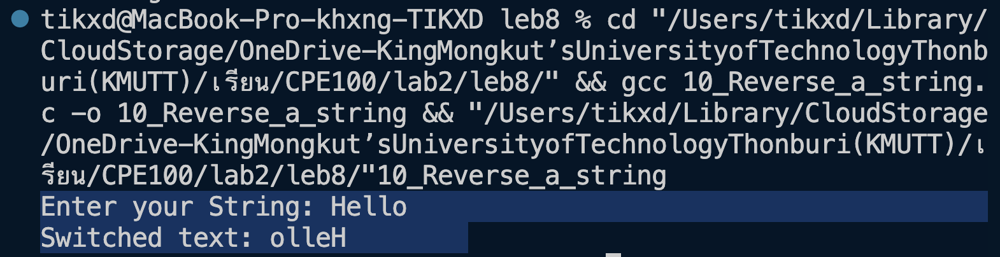 tikxd@MacBook-Pro-khxng-TIKXD leb8 % cd "/Users/tikxd/Library/
CloudStorage/OneDrive-KingMongkut’sUniversityofTechnologyThonb
uri(KMUTT)/เรียน/CPE100/lab2/leb8/" && gcc 10_Reverse_a_string.
c -o 10_Reverse_a_string && "/Users/tikxd/Library/CloudStorage
/OneDrive-KingMongkut’sUniversityofTechnologyThonburi(KMUTT)/เ
รียน/CPE100/lab2/leb8/"10_Reverse_a_string
Enter your String: Hello
Switched text: olleH